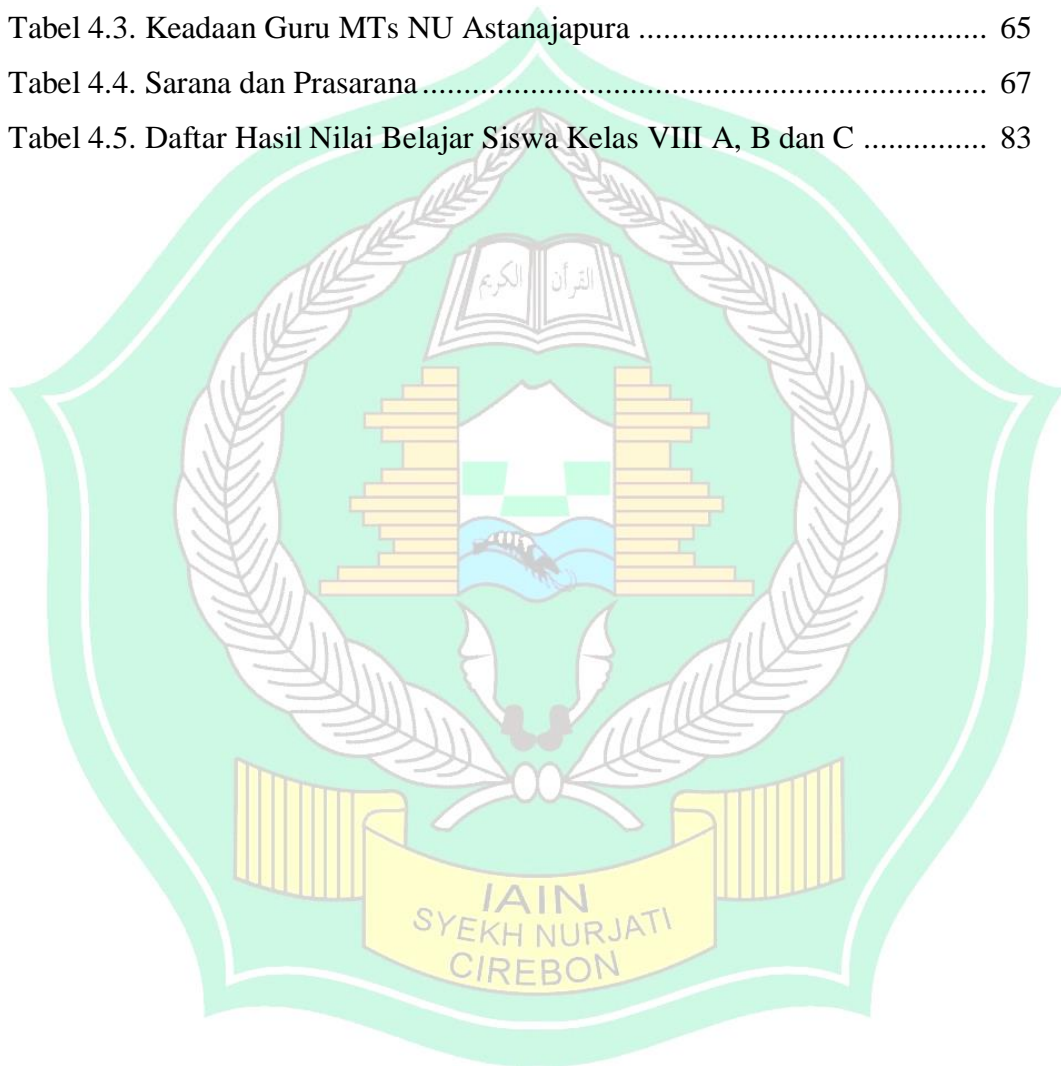 Tabel 4.3. Keadaan Guru MTs NU Astanajapura ....................................... 65
Tabel 4.4. Sarana dan Prasarana ............................................................... 67
Tabel 4.5. Daftar Hasil Nilai Belajar Siswa Kelas VIII A, B dan C .............. 83
القرأن الكريم
IAIN
SYEKH NURJATI
CIREBON